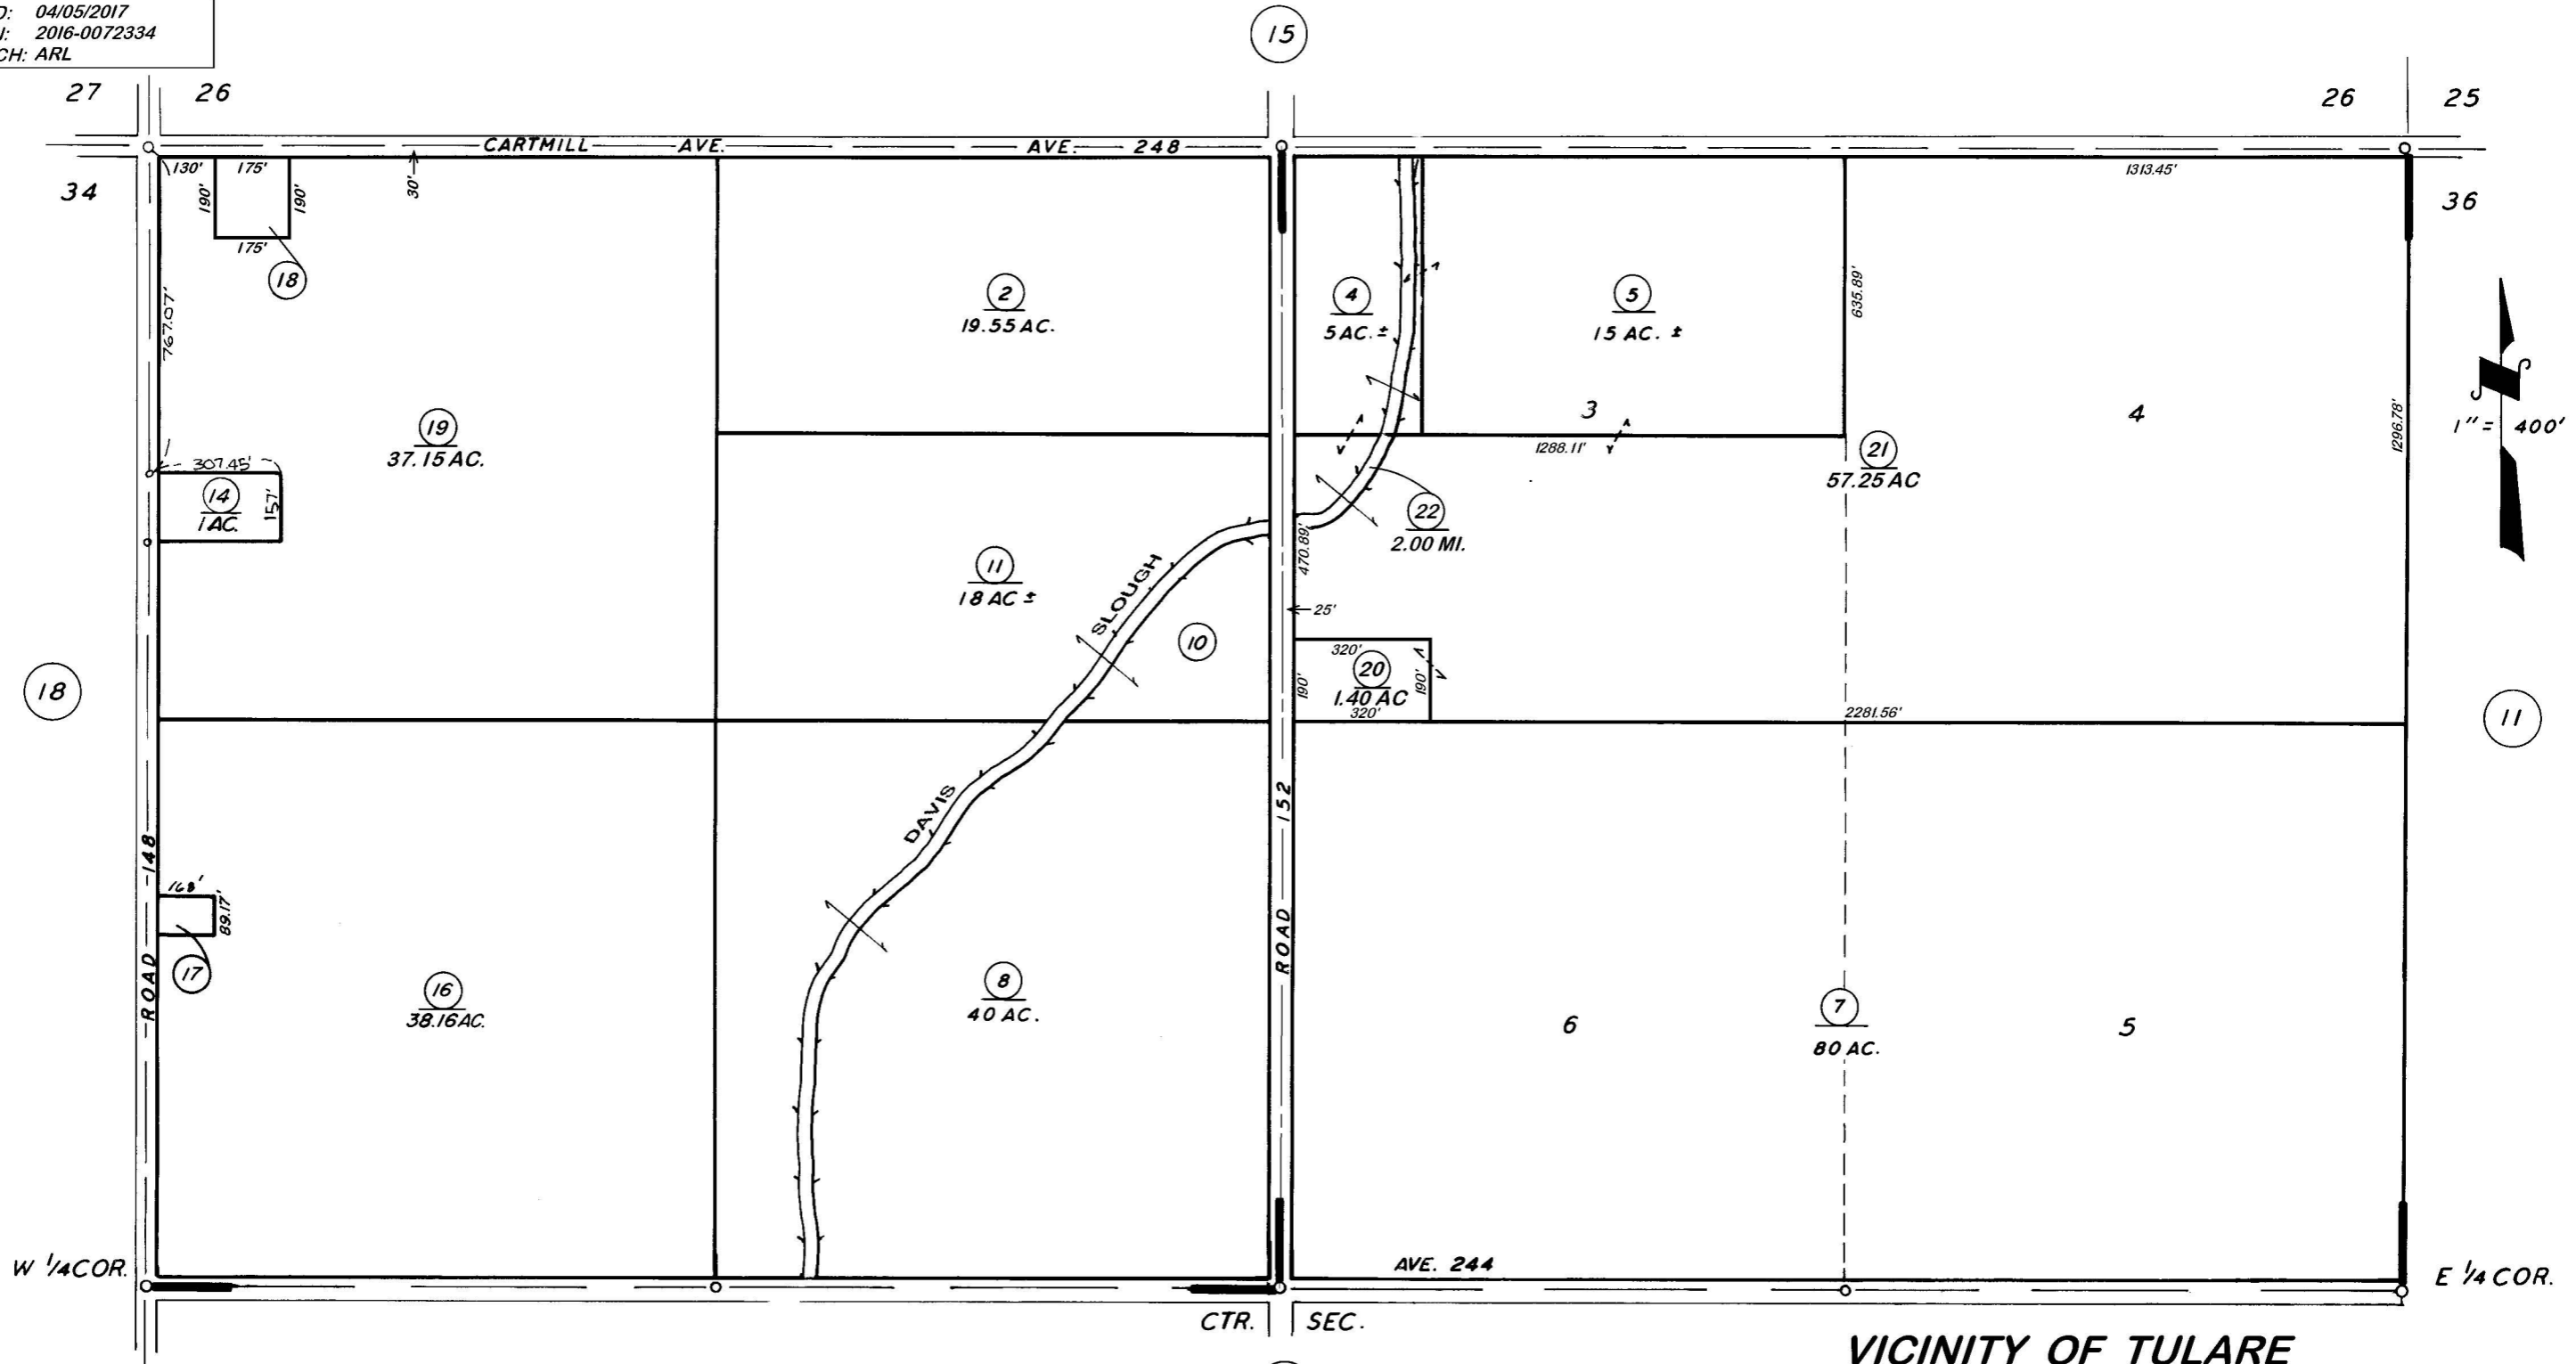 D: 04/05/2017
N: 2016-0072334
CH: ARL
15
27 26
26 25
CARTMILL AVE. AVE. 248
34
36
130' 175'
190' 190'
175'
30'
18
1313.45'
767.07'
635.89'
1296.78'
2
19.55 AC.
4
5 AC. ±
5
15 AC. ±
3
4
1" = 400'
1288.11'
19
37.15 AC.
21
57.25 AC
307.45'
14
1 AC.
157'
22
2.00 MI.
470.89'
11
18 AC ±
SLOUGH
10
25'
320'
20
1.40 AC
190' 190'
320'
2281.56'
18
11
DAVIS
ROAD 152
ROAD 148
168'
89.17'
17
16
38.16 AC.
8
40 AC.
6
7
80 AC.
5
AVE. 244
W 1/4 COR.
E 1/4 COR.
CTR. SEC.
VICINITY OF TULARE